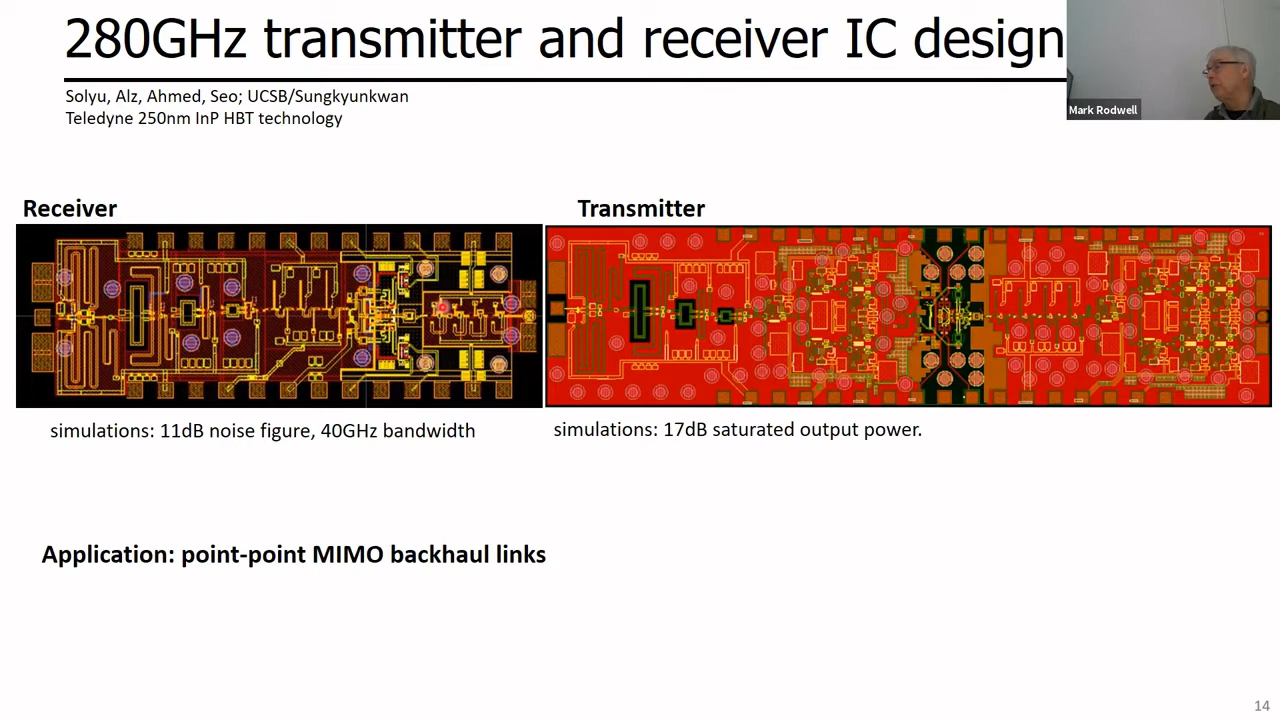 280GHz transmitter and receiver IC design
Mark Rodwell
Solyu, Alz, Ahmed, Seo; UCSB/Sungkyunkwan
Teledyne 250nm InP HBT technology
Receiver
Transmitter
simulations: 11dB noise figure, 40GHz bandwidth
simulations: 17dB saturated output power.
Application: point-point MIMO backhaul links
14